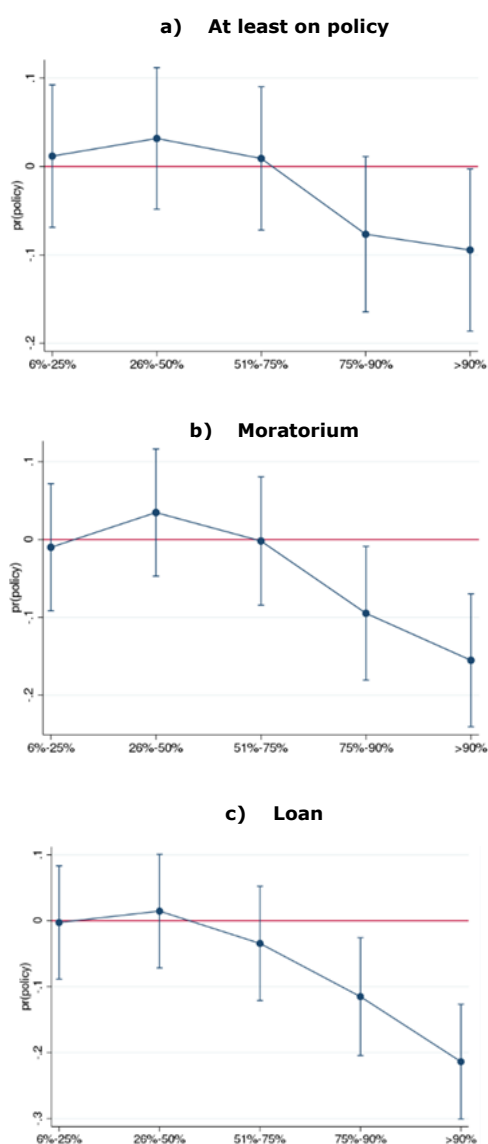 a) At least on policy
.1
0
-.1
-.2
pr(policy)
6%-25% 26%-50% 51%-75% 75%-90% >90%
b) Moratorium
.1
0
-.1
-.2
pr(policy)
6%-25% 26%-50% 51%-75% 75%-90% >90%
c) Loan
.1
0
-.1
-.2
-.3
pr(policy)
6%-25% 26%-50% 51%-75% 75%-90% >90%